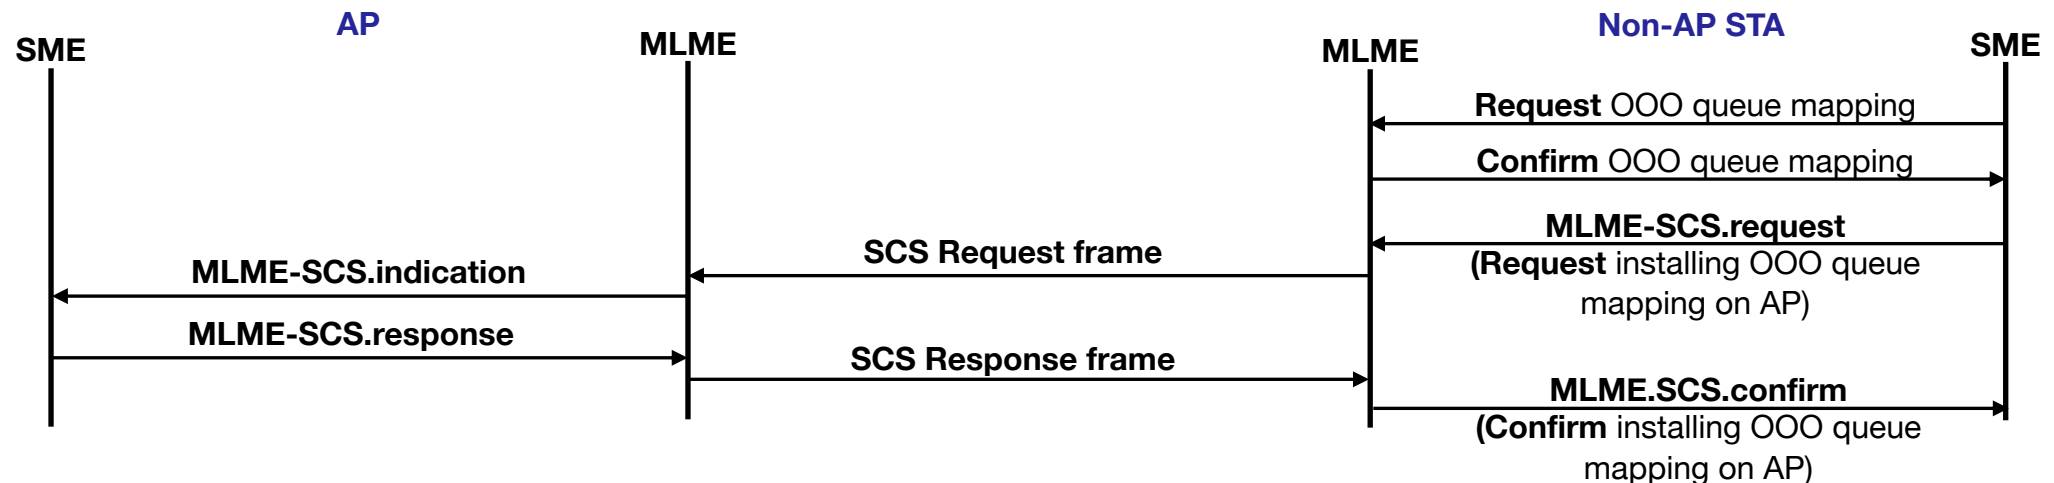 AP
Non-AP STA
SME
MLME
MLME
SME
Request OOO queue mapping
Confirm OOO queue mapping
MLME-SCS.request
(Request installing OOO queue
mapping on AP)
SCS Request frame
MLME-SCS.indication
MLME-SCS.response
SCS Response frame
MLME.SCS.confirm
(Confirm installing OOO queue
mapping on AP)